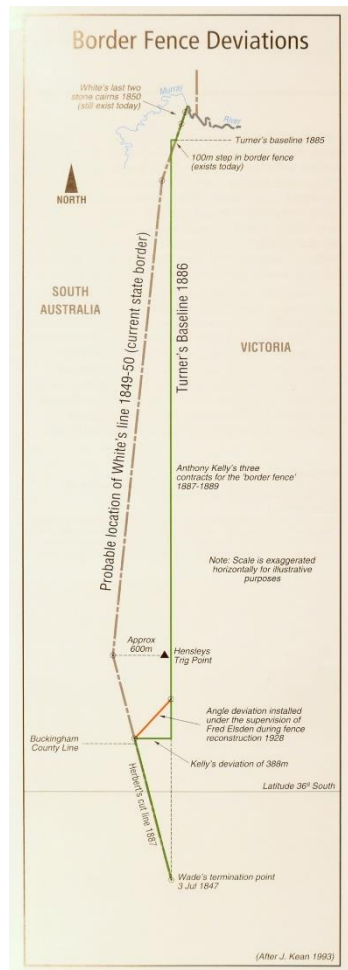 Border Fence Deviations
White's last two
stone cairns 1850
(still exist today)
Murray
River
Turner's baseline 1885
100m step in border fence
(exists today)
NORTH
SOUTH
AUSTRALIA
VICTORIA
Probable location of White's line 1849-50 (current state border)
Turner's Baseline 1886
Anthony Kelly's three
contracts for the 'border fence'
1887-1889
Note: Scale is exaggerated
horizontally for illustrative
purposes
Approx
600m
Hensleys
Trig Point
Angle deviation installed
under the supervision of
Fred Elsden during fence
reconstruction 1928
Buckingham
County Line
Kelly's deviation of 388m
Herbert's cut line 1887
Latitude 36º South
Wade's termination point
3 Jul 1847
(After J. Kean 1993)